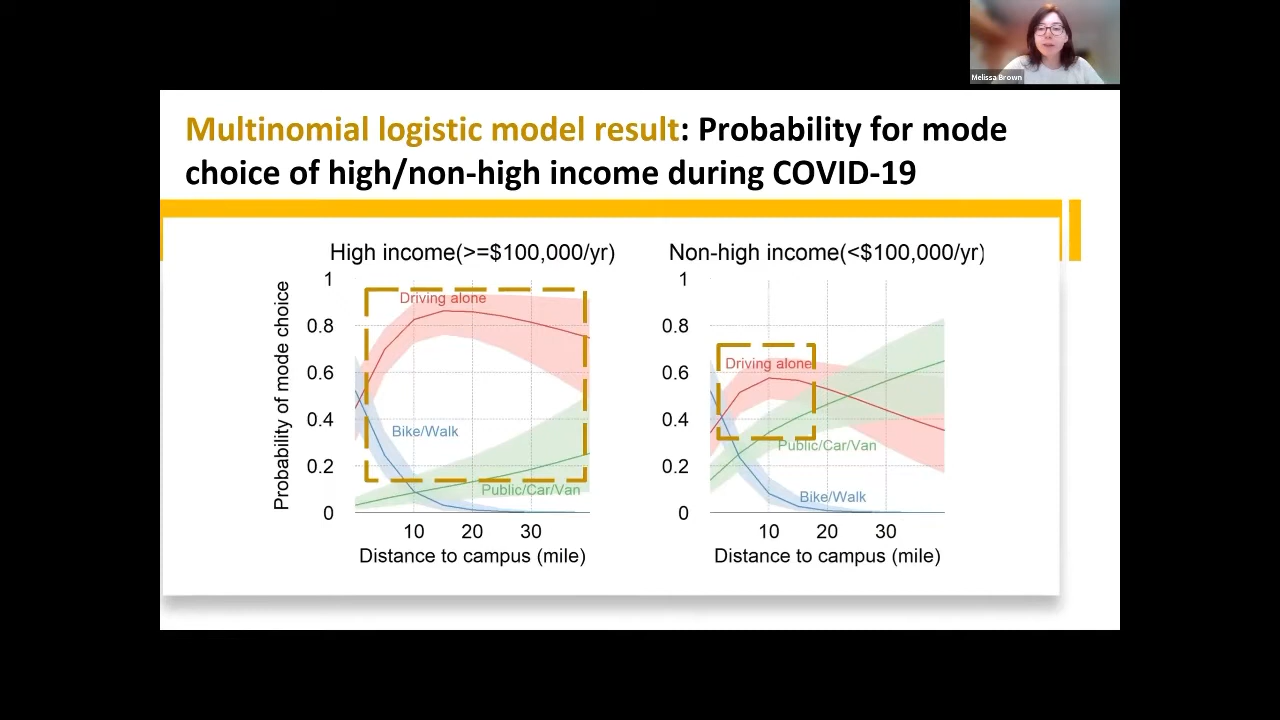 Melissa Brown
Multinomial logistic model result: Probability for mode
choice of high/non-high income during COVID-19
High income(>=$100,000/yr)
Probability of mode choice
1
0.8
0.6
0.4
0.2
0
Driving alone
Bike/Walk
Public/Car/Van
10 20 30
Distance to campus (mile)
Non-high income(<$100,000/yr)
1
0.8
0.6
0.4
0.2
0
Driving alone
Public/Car/Van
Bike/Walk
10 20 30
Distance to campus (mile)